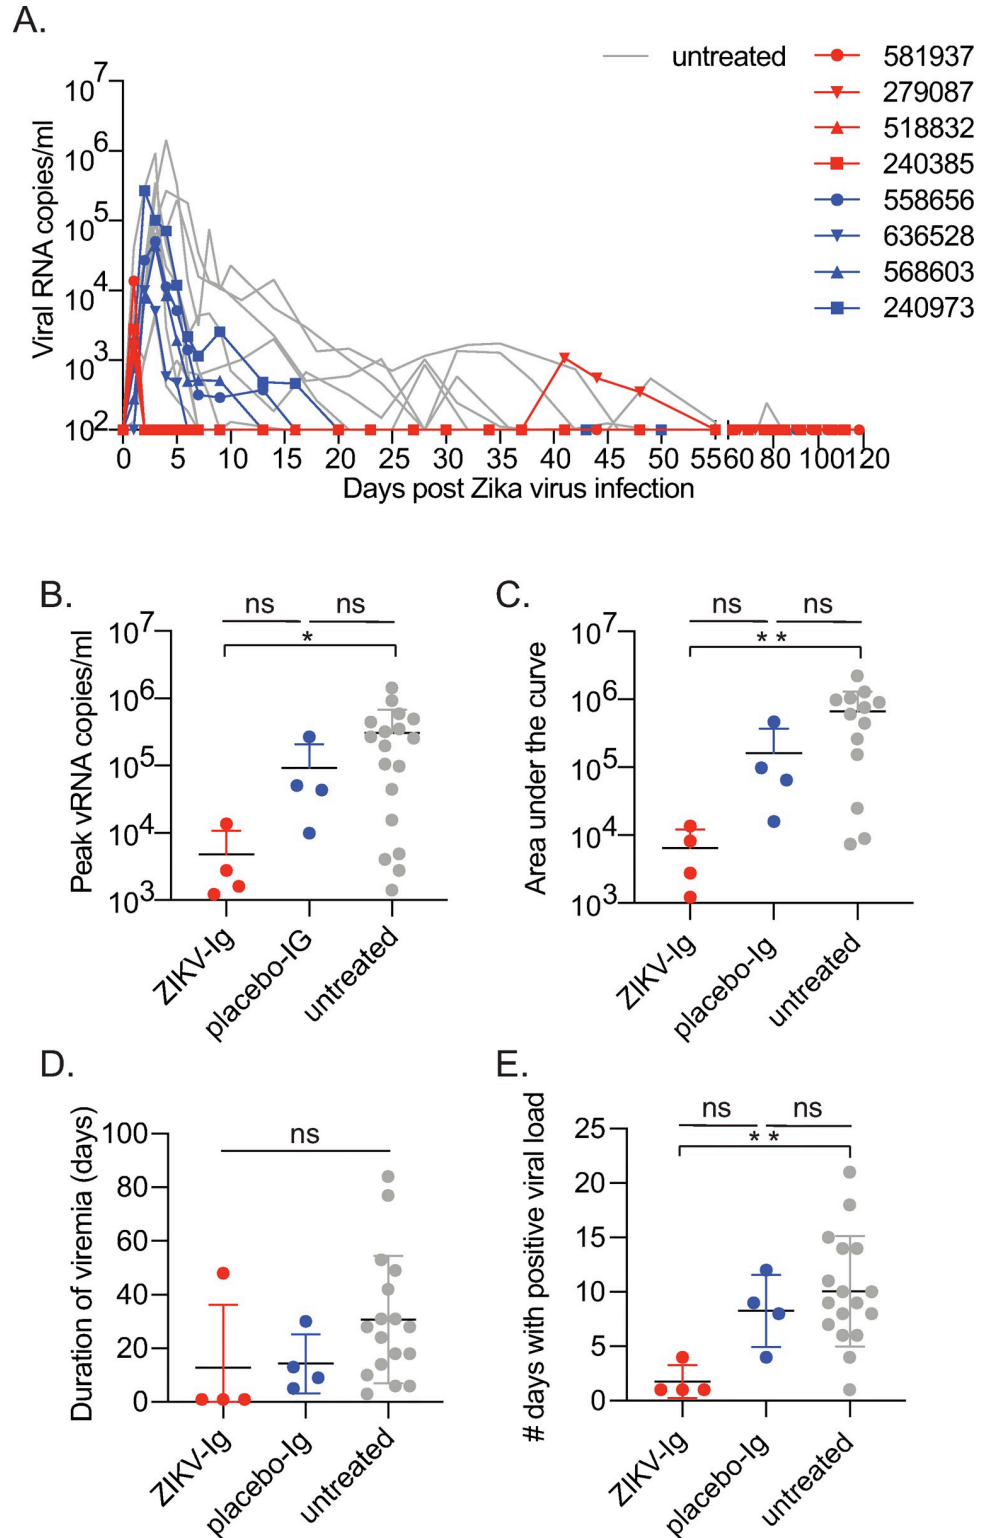 A.
untreated
581937
279087
518832
240385
558656
636528
568603
240973
Viral RNA copies/ml
10^7
10^6
10^5
10^4
10^3
10^2
0 5 10 15 20 25 30 35 40 45 50 55 60 80 100 120
Days post Zika virus infection
B.
ns ns
*
Peak vRNA copies/ml
10^7
10^6
10^5
10^4
10^3
ZIKV-Ig
placebo-IG
untreated
C.
ns ns
* *
Area under the curve
10^7
10^6
10^5
10^4
10^3
ZIKV-Ig
placebo-Ig
untreated
D.
ns
Duration of viremia (days)
100
80
60
40
20
0
ZIKV-Ig
placebo-Ig
untreated
E.
ns ns
* *
# days with positive viral load
25
20
15
10
5
0
ZIKV-Ig
placebo-Ig
untreated